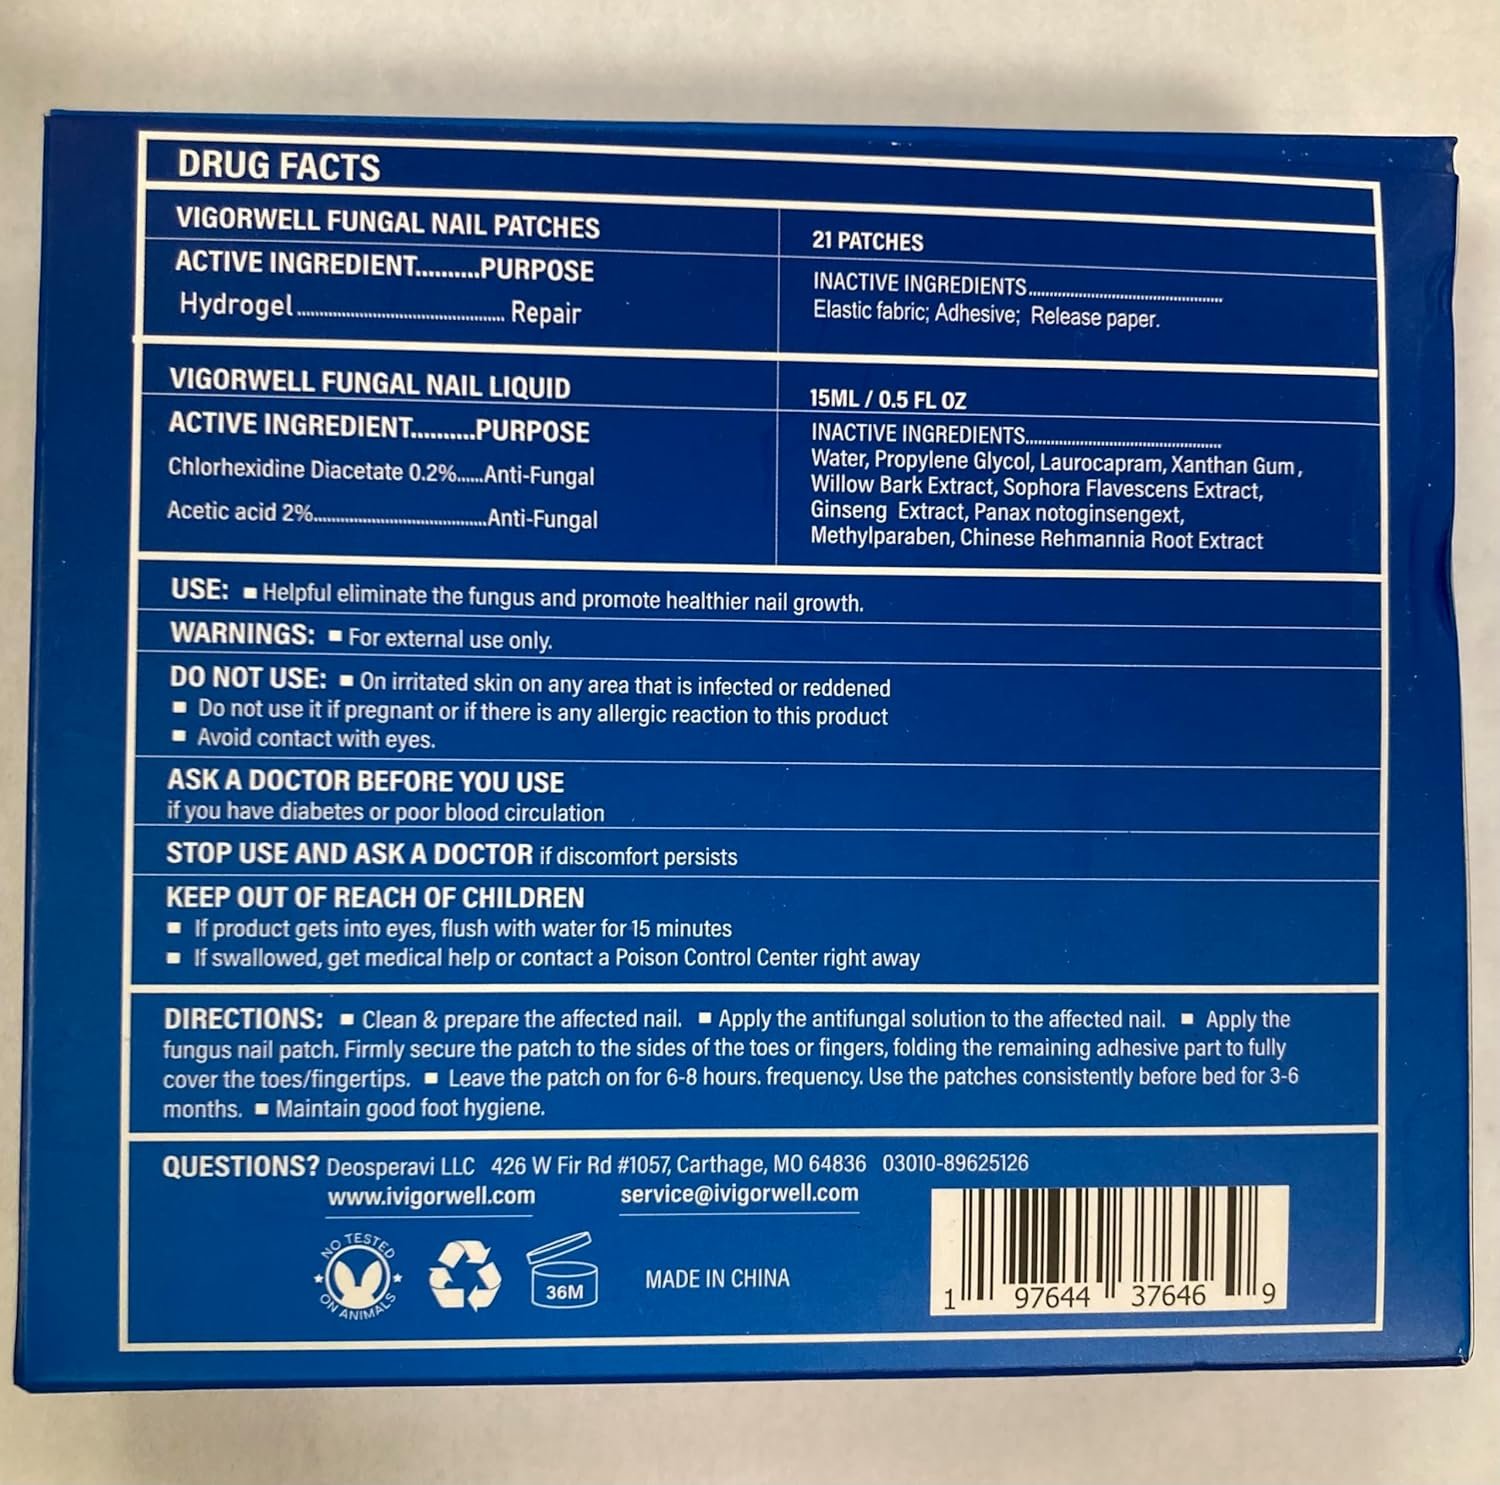 DRUG FACTS
VIGORWELL FUNGAL NAIL PATCHES
21 PATCHES
ACTIVE INGREDIENT..........PURPOSE
Hydrogel.................................................. Repair
INACTIVE INGREDIENTS..................................................
Elastic fabric; Adhesive; Release paper.
VIGORWELL FUNGAL NAIL LIQUID
15ML / 0.5 FL OZ
ACTIVE INGREDIENT..........PURPOSE
Chlorhexidine Diacetate 0.2%......Anti-Fungal
Acetic acid 2%..........................................Anti-Fungal
INACTIVE INGREDIENTS..................................................
Water, Propylene Glycol, Laurocapram, Xanthan Gum,
Willow Bark Extract, Sophora Flavescens Extract,
Ginseng Extract, Panax notoginsengext,
Methylparaben, Chinese Rehmannia Root Extract
USE: ■ Helpful eliminate the fungus and promote healthier nail growth.
WARNINGS: ■ For external use only.
DO NOT USE: ■ On irritated skin on any area that is infected or reddened
■ Do not use it if pregnant or if there is any allergic reaction to this product
■ Avoid contact with eyes.
ASK A DOCTOR BEFORE YOU USE
if you have diabetes or poor blood circulation
STOP USE AND ASK A DOCTOR if discomfort persists
KEEP OUT OF REACH OF CHILDREN
■ If product gets into eyes, flush with water for 15 minutes
■ If swallowed, get medical help or contact a Poison Control Center right away
DIRECTIONS: ■ Clean & prepare the affected nail. ■ Apply the antifungal solution to the affected nail. ■ Apply the
fungus nail patch. Firmly secure the patch to the sides of the toes or fingers, folding the remaining adhesive part to fully
cover the toes/fingertips. ■ Leave the patch on for 6-8 hours. frequency. Use the patches consistently before bed for 3-6
months. ■ Maintain good foot hygiene.
QUESTIONS? Deosperavi LLC 426 W Fir Rd #1057, Carthage, MO 64836 03010-89625126
www.ivigorwell.com service@ivigorwell.com
NO TESTED
ON ANIMALS
36M
MADE IN CHINA
1 97644 37646 9